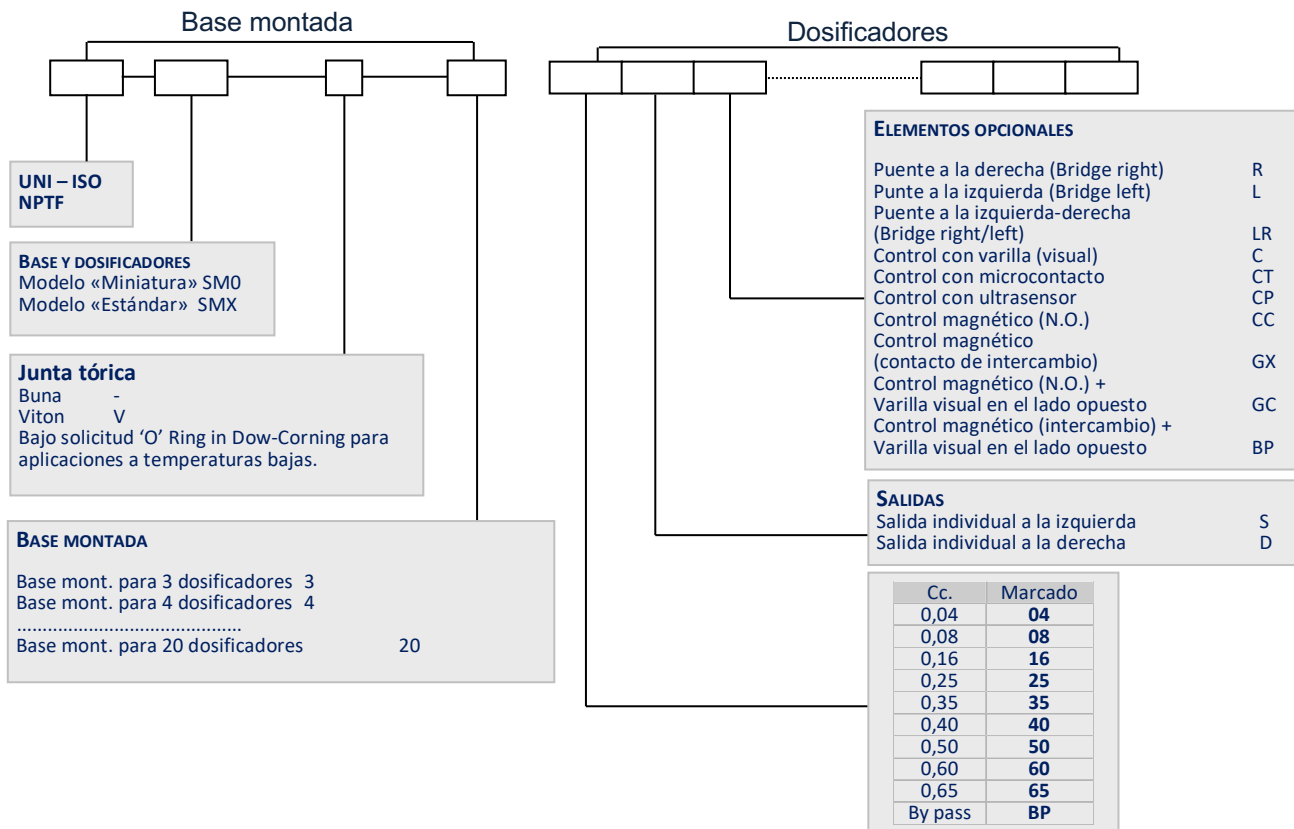 Base montada
Dosificadores
UNI – ISO
NPTF
BASE Y DOSIFICADORES
Modelo «Miniatura» SM0
Modelo «Estándar» SMX
Junta tórica
Buna -
Viton V
Bajo solicitud ‘O’ Ring in Dow-Corning para
aplicaciones a temperaturas bajas.
BASE MONTADA
Base mont. para 3 dosificadores 3
Base mont. para 4 dosificadores 4
...........................................
Base mont. para 20 dosificadores 20
ELEMENTOS OPCIONALES
Puente a la derecha (Bridge right) R
Punte a la izquierda (Bridge left) L
Puente a la izquierda-derecha
(Bridge right/left) LR
Control con varilla (visual) C
Control con microcontacto CT
Control con ultrasensor CP
Control magnético (N.O.) CC
Control magnético
(contacto de intercambio) GX
Control magnético (N.O.) +
Varilla visual en el lado opuesto GC
Control magnético (intercambio) +
Varilla visual en el lado opuesto BP
SALIDAS
Salida individual a la izquierda S
Salida individual a la derecha D
Cc. Marcado
0,04 04
0,08 08
0,16 16
0,25 25
0,35 35
0,40 40
0,50 50
0,60 60
0,65 65
By pass BP